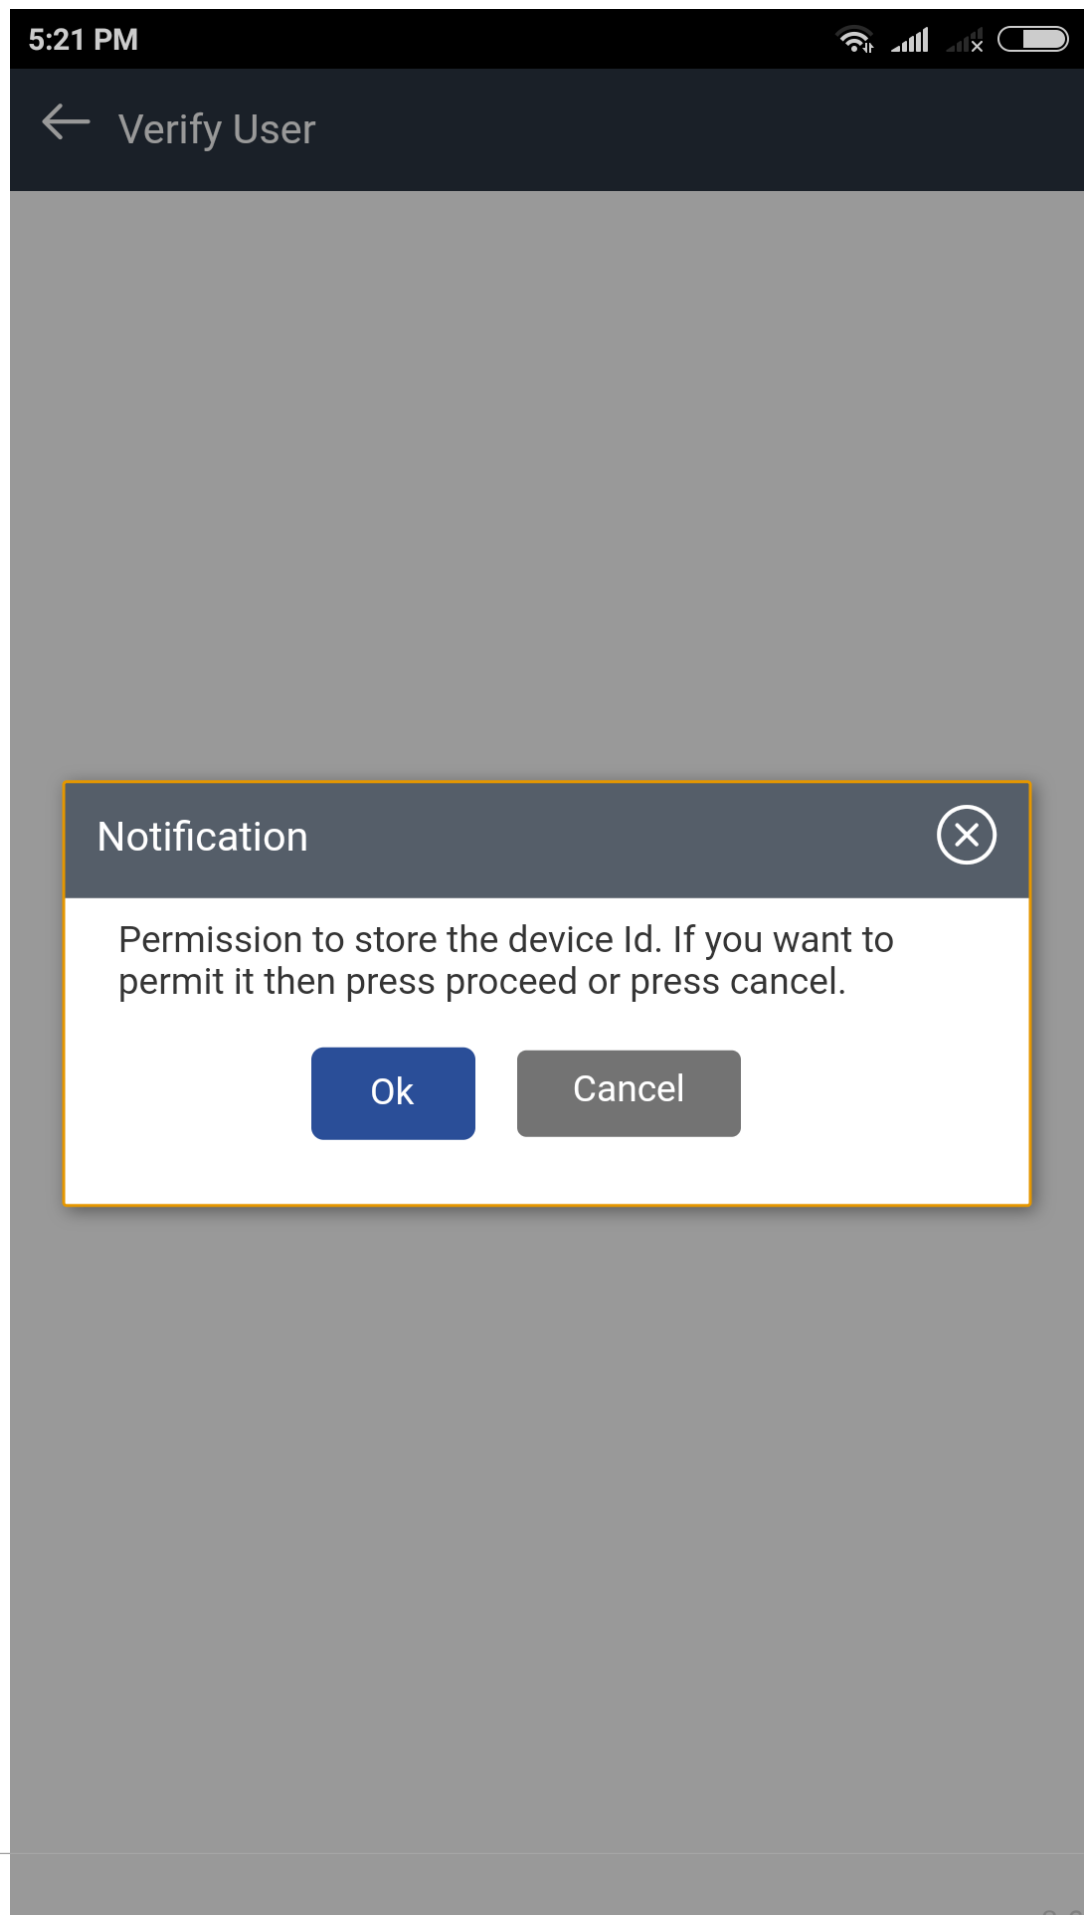 5:21 PM
Verify User
Notification
Permission to store the device Id. If you want to
permit it then press proceed or press cancel.
Ok
Cancel